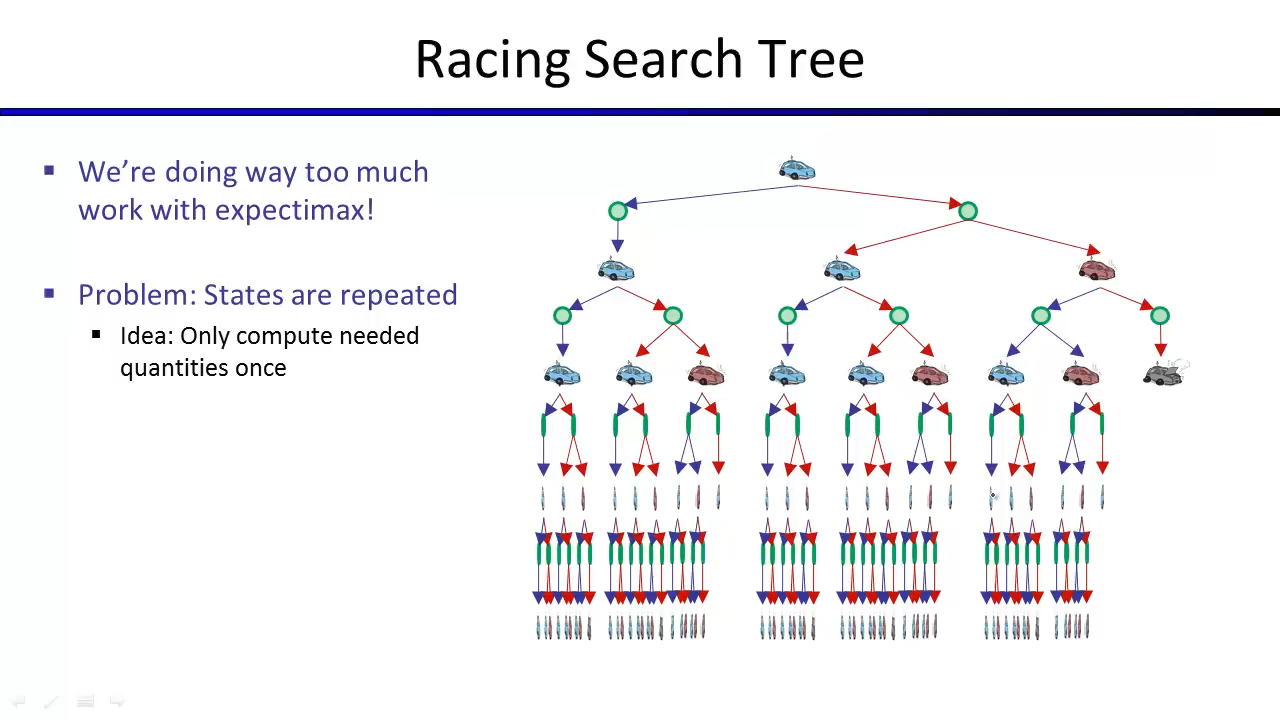 Racing Search Tree
We’re doing way too much
work with expectimax!
Problem: States are repeated
Idea: Only compute needed
quantities once